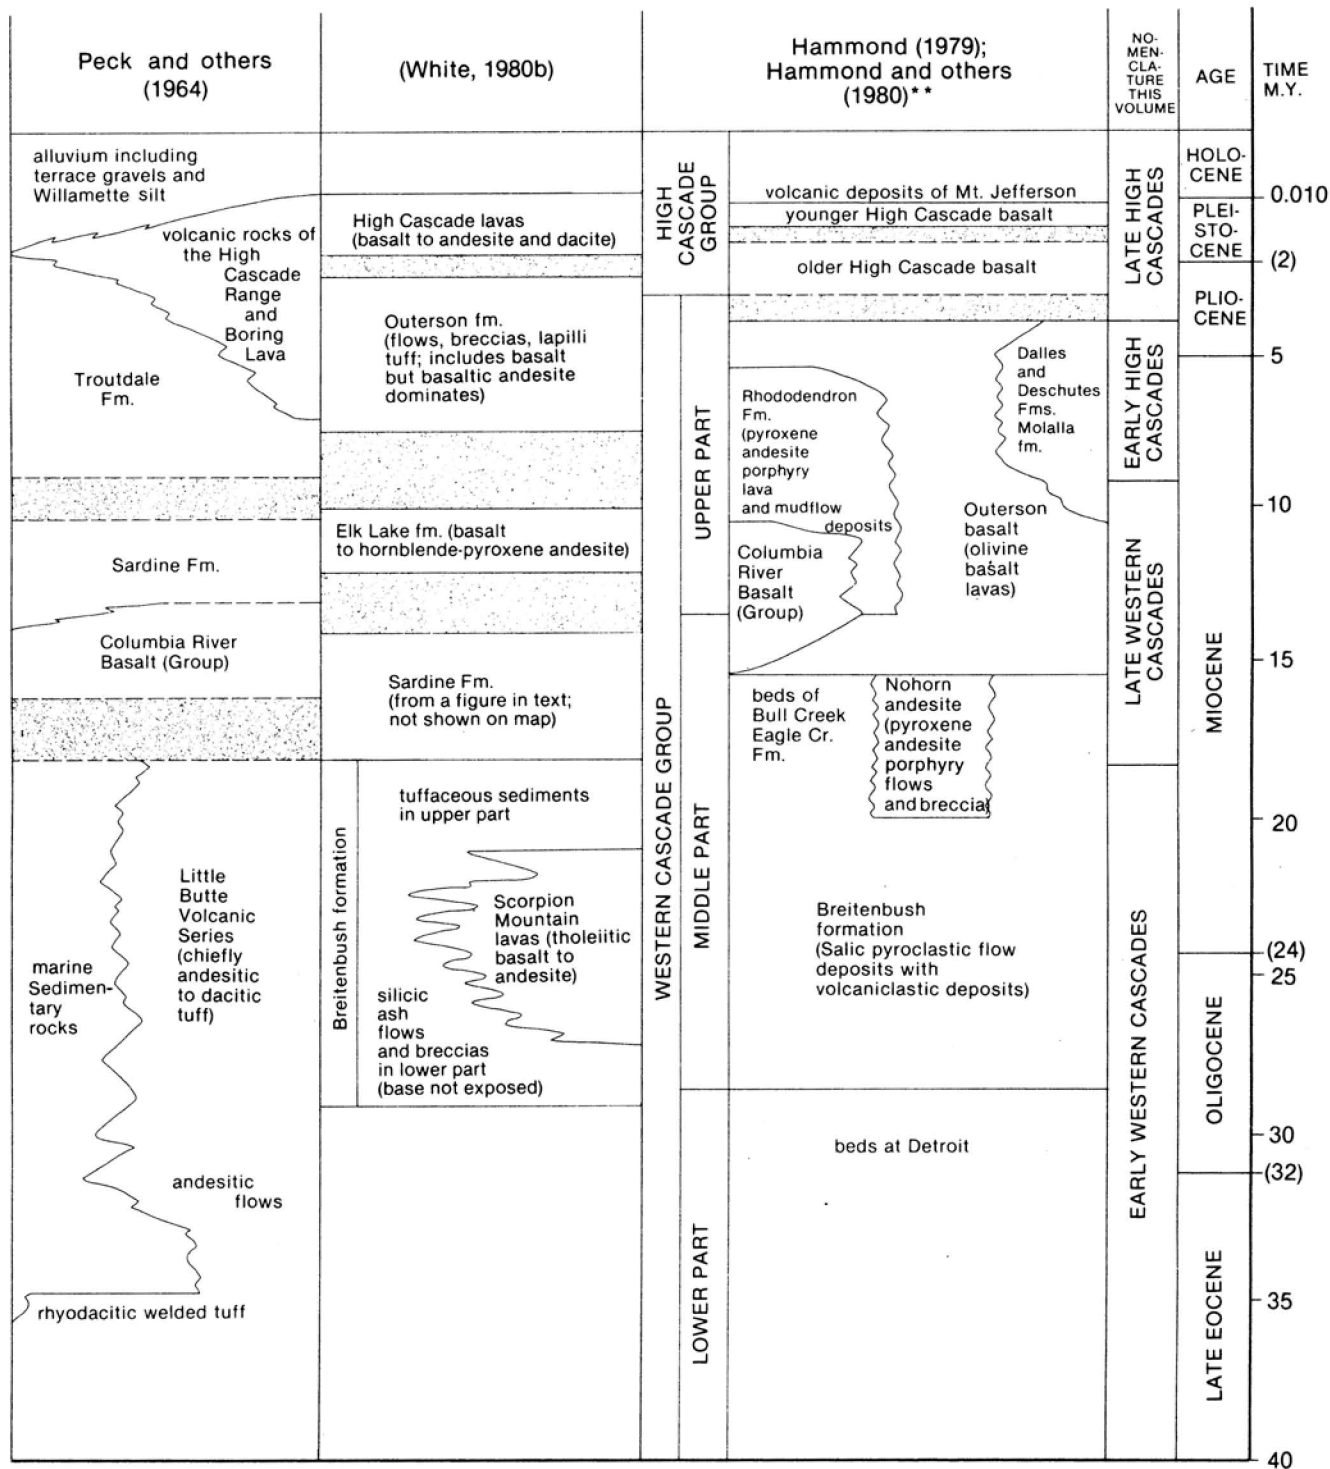 Peck and others
(1964)
(White, 1980b)
Hammond (1979);
Hammond and others
(1980)**
NO-
MEN-
CLA-
TURE
THIS
VOLUME
AGE
TIME
M.Y.
alluvium including
terrace gravels and
Willamette silt
volcanic rocks of
the High
Cascade
Range
and
Boring
Lava
Troutdale
Fm.
Sardine Fm.
Columbia River
Basalt (Group)
marine
Sedimen-
tary
rocks
Little
Butte
Volcanic
Series
(chiefly
andesitic
to dacitic
tuff)
andesitic
flows
rhyodacitic welded tuff
High Cascade lavas
(basalt to andesite and dacite)
Outerson fm.
(flows, breccias, lapilli
tuff; includes basalt
but basaltic andesite
dominates)
Elk Lake fm. (basalt
to hornblende-pyroxene andesite)
Sardine Fm.
(from a figure in text;
not shown on map)
Breitenbush formation
tuffaceous sediments
in upper part
Scorpion
Mountain
lavas (tholeiitic
basalt to
andesite)
silicic
ash
flows
and breccias
in lower part
(base not exposed)
HIGH
CASCADE
GROUP
WESTERN CASCADE GROUP
UPPER PART
MIDDLE PART
LOWER PART
volcanic deposits of Mt. Jefferson
younger High Cascade basalt
older High Cascade basalt
Rhododendron
Fm.
(pyroxene
andesite
porphyry
lava
and mudflow
deposits
Dalles
and
Deschutes
Fms.
Molalla
fm.
Columbia
River
Basalt
(Group)
Outerson
basalt
(olivine
basalt
lavas)
beds of
Bull Creek
Eagle Cr.
Fm.
Nohorn
andesite
(pyroxene
andesite
porphyry
flows
and breccia)
Breitenbush
formation
(Salic pyroclastic flow
deposits with
volcaniclastic deposits)
beds at Detroit
LATE HIGH
CASCADES
EARLY HIGH
CASCADES
LATE WESTERN
CASCADES
EARLY WESTERN CASCADES
HOLO-
CENE
PLEI-
STO-
CENE
PLIO-
CENE
MIOCENE
OLIGOCENE
LATE EOCENE
0.010
(2)
5
10
15
20
(24)
25
30
(32)
35
40